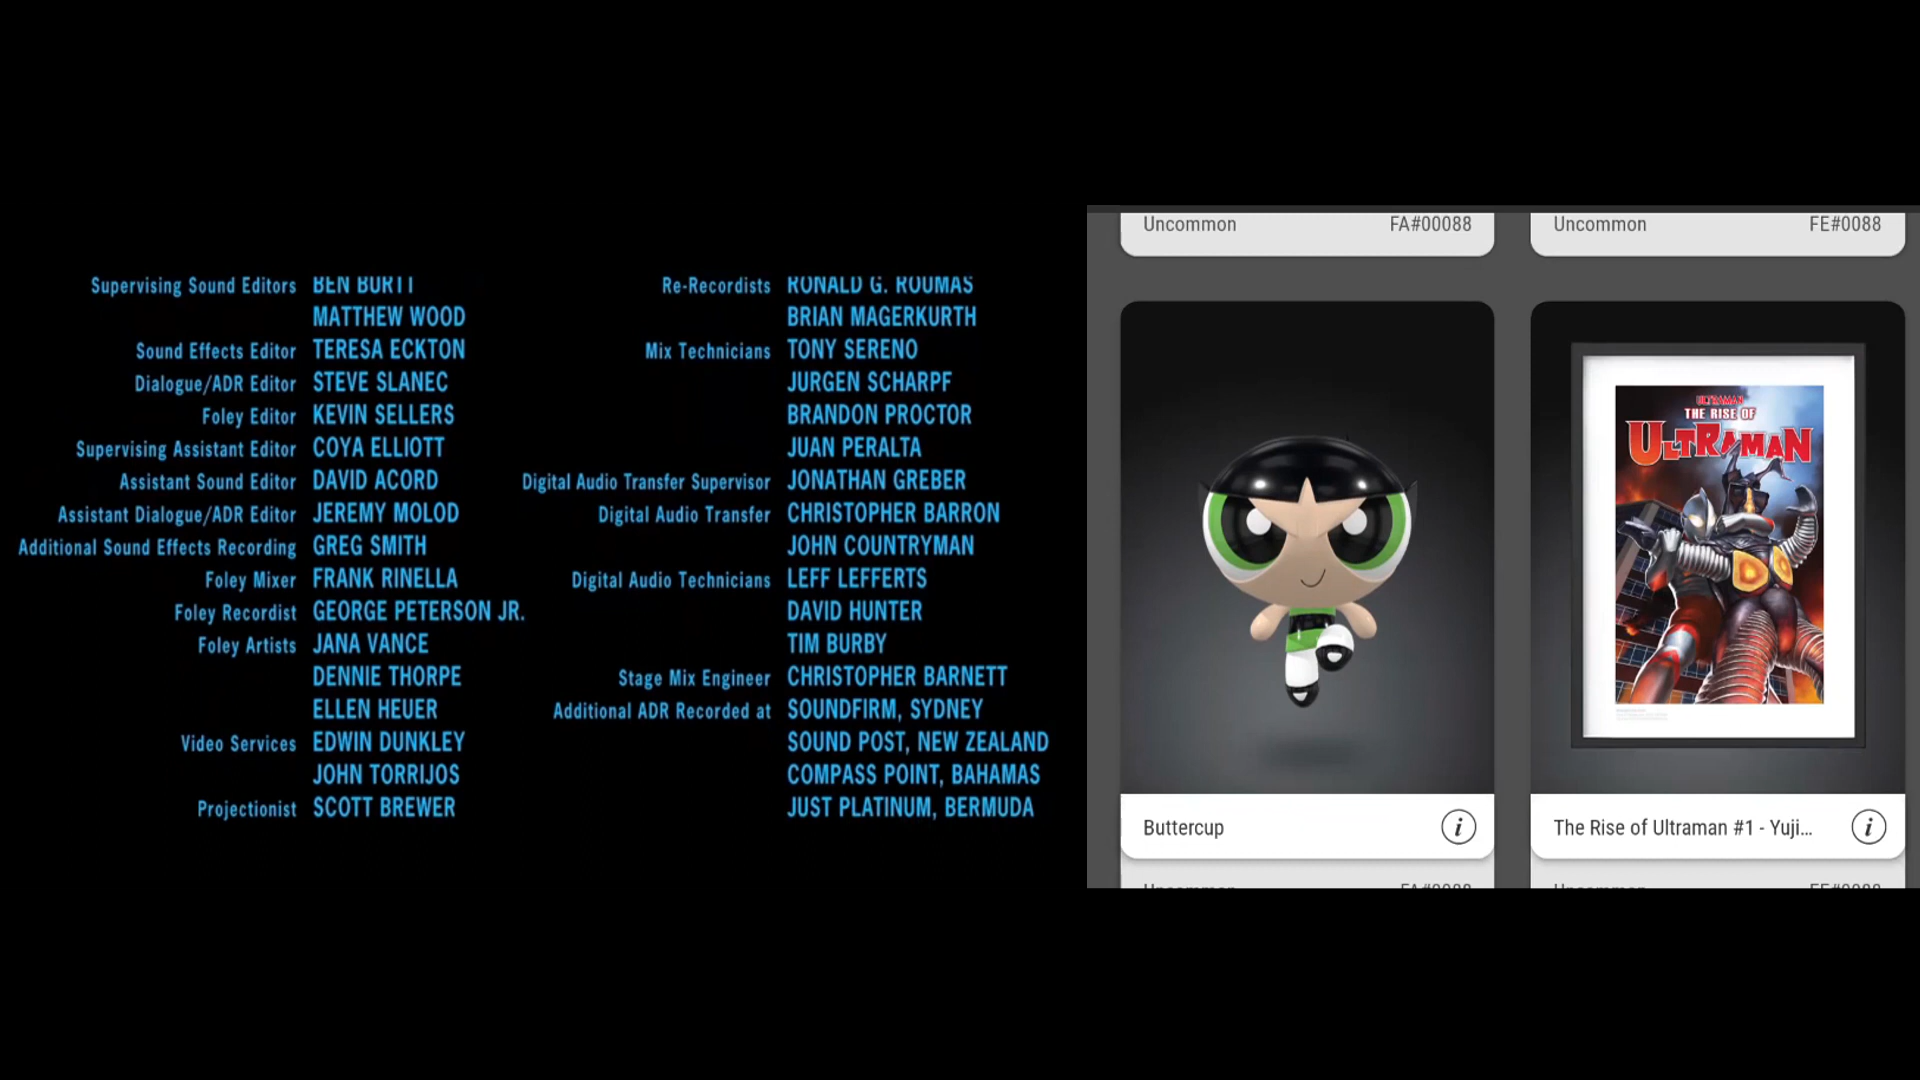 Supervising Sound Editors BEN BURTT
MATTHEW WOOD
Sound Effects Editor TERESA ECKTON
Dialogue/ADR Editor STEVE SLANEC
Foley Editor KEVIN SELLERS
Supervising Assistant Editor COYA ELLIOTT
Assistant Sound Editor DAVID ACORD
Assistant Dialogue/ADR Editor JEREMY MOLOD
Additional Sound Effects Recording GREG SMITH
Foley Mixer FRANK RINELLA
Foley Recordist GEORGE PETERSON JR.
Foley Artists JANA VANCE
DENNIE THORPE
ELLEN HEUER
Video Services EDWIN DUNKLEY
JOHN TORRIJOS
Projectionist SCOTT BREWER
Re-Recordists RONALD G. ROUMAS
BRIAN MAGERKURTH
Mix Technicians TONY SERENO
JURGEN SCHARPF
BRANDON PROCTOR
JUAN PERALTA
Digital Audio Transfer Supervisor JONATHAN GREBER
Digital Audio Transfer CHRISTOPHER BARRON
JOHN COUNTRYMAN
Digital Audio Technicians LEFF LEFFERTS
DAVID HUNTER
TIM BURBY
Stage Mix Engineer CHRISTOPHER BARNETT
Additional ADR Recorded at SOUNDFIRM, SYDNEY
SOUND POST, NEW ZEALAND
COMPASS POINT, BAHAMAS
JUST PLATINUM, BERMUDA
Uncommon FA#00088
Uncommon FE#0088
ULTRAMAN
THE RISE OF
ULTRAMAN
Buttercup
The Rise of Ultraman #1 - Yuji...